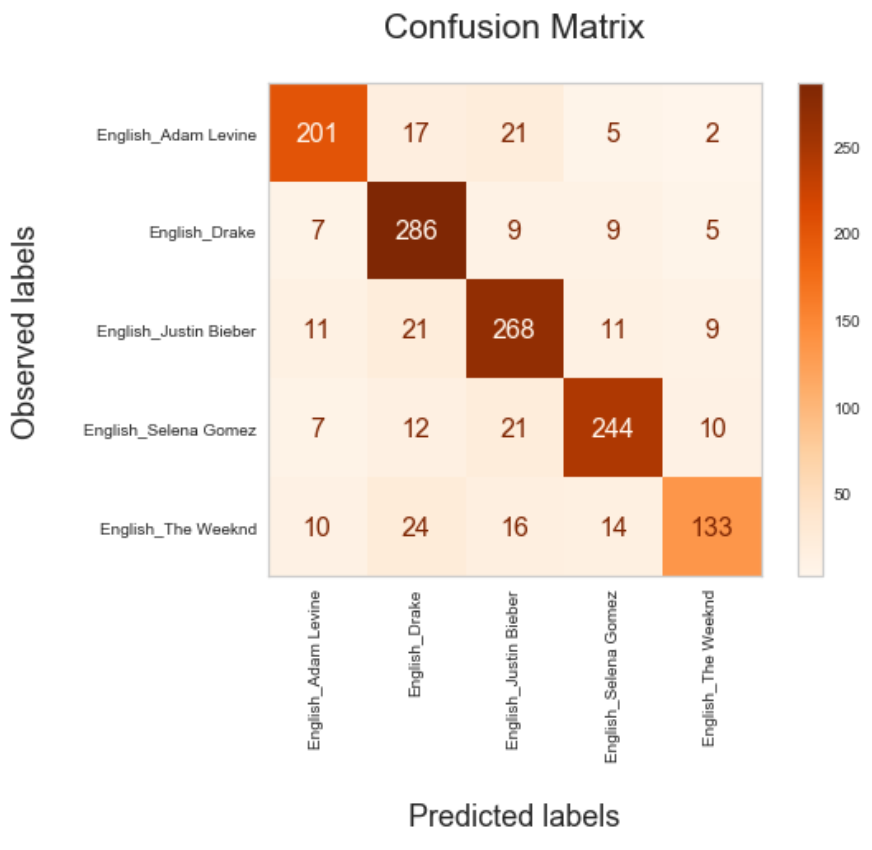 Confusion Matrix
Observed labels
English_Adam Levine 201 17 21 5 2
English_Drake 7 286 9 9 5
English_Justin Bieber 11 21 268 11 9
English_Selena Gomez 7 12 21 244 10
English_The Weeknd 10 24 16 14 133
250
200
150
100
50
English_Adam Levine
English_Drake
English_Justin Bieber
English_Selena Gomez
English_The Weeknd
Predicted labels